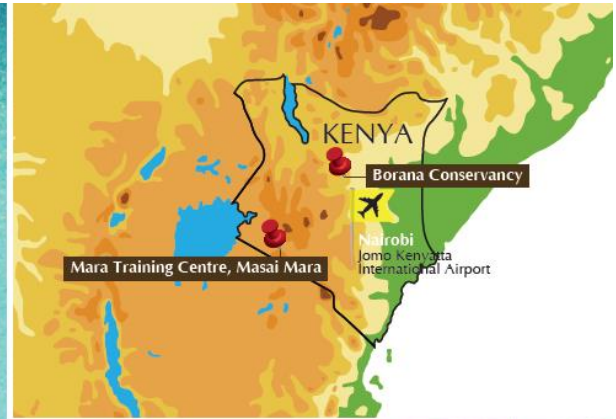 KENYA
Borana Conservancy
Nairobi
Jomo Kenyatta
International Airport
Mara Training Centre, Masai Mara